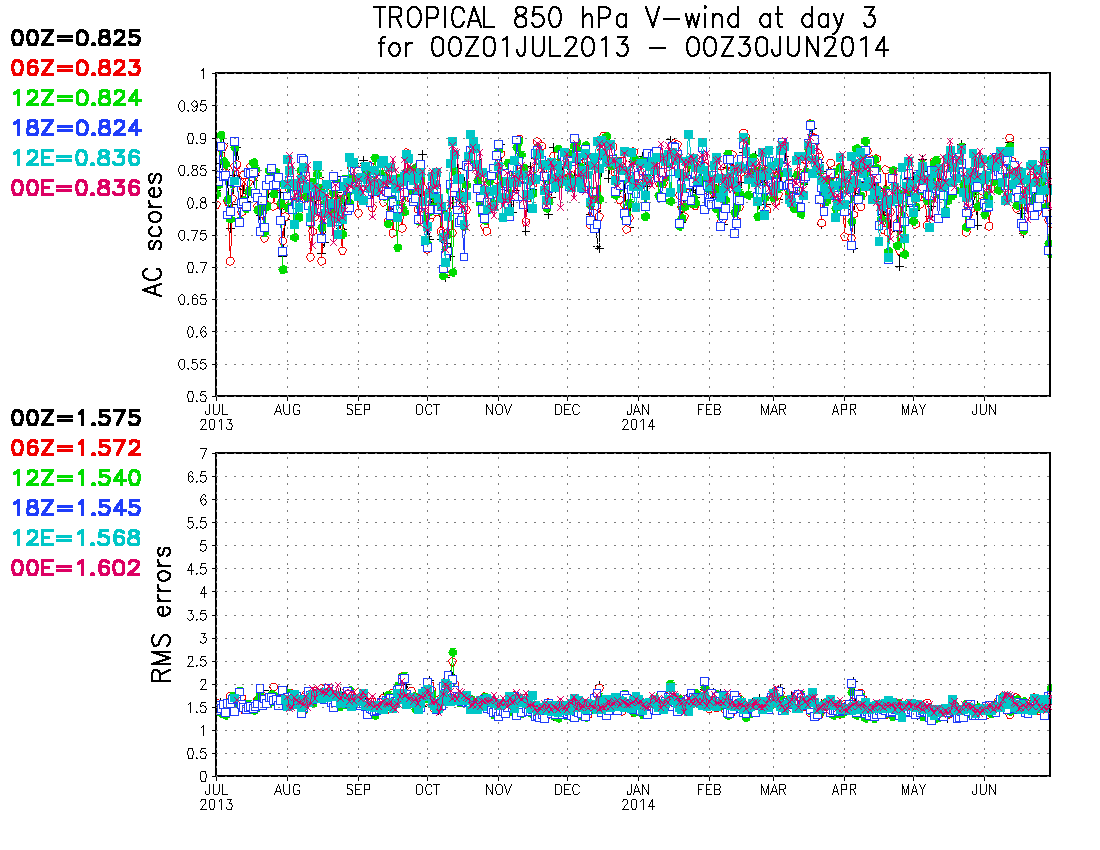 TROPICAL 850 hPa V-wind at day 3
for 00Z01JUL2013 - 00Z30JUN2014
00Z=0.825
06Z=0.823
12Z=0.824
18Z=0.824
12E=0.836
00E=0.836
AC scores
1
0.95
0.9
0.85
0.8
0.75
0.7
0.65
0.6
0.55
0.5
JUL AUG SEP OCT NOV DEC JAN FEB MAR APR MAY JUN
2013 2014
00Z=1.575
06Z=1.572
12Z=1.540
18Z=1.545
12E=1.568
00E=1.602
RMS errors
7
6.5
6
5.5
5
4.5
4
3.5
3
2.5
2
1.5
1
0.5
0
JUL AUG SEP OCT NOV DEC JAN FEB MAR APR MAY JUN
2013 2014